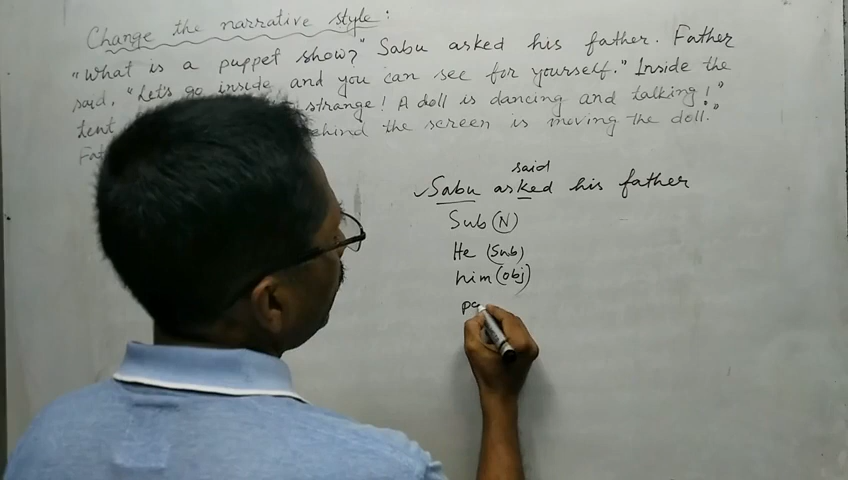 Change the narrative style:
"What is a puppet show?" Sabu asked his father. Father
said, "Let's go inside and you can see for yourself." Inside the
tent strange! A doll is dancing and talking!"
behind the screen is moving the doll."
said
Sabu asked his father
Sub (N)
He (Sub)
him (obj)